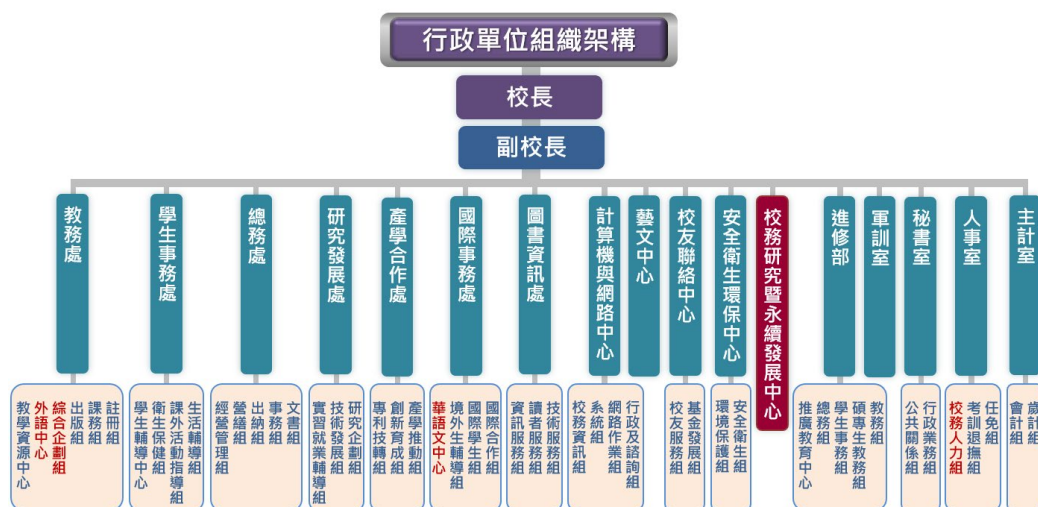 行政單位組織架構
校長
副校長
教務處
學生事務處
總務處
研究發展處
產學合作處
國際事務處
圖書資訊處
計算機與網路中心
藝文中心
校友聯絡中心
安全衛生環保中心
校務研究暨永續發展中心
進修部
軍訓室
秘書室
人事室
主計室
註冊組
課務組
出版組
綜合企劃組
外語中心
教學資源中心
生活輔導組
課外活動指導組
衛生保健組
學生輔導中心
文書組
事務組
出納組
營繕組
經營管理組
研究企劃組
技術發展組
實習就業輔導組
產學推動組
創新育成組
專利技轉組
國際合作組
國際學生組
境外生輔導組
華語文中心
技術服務組
讀者服務組
資訊服務組
行政及諮詢組
網路作業組
系統組
校務資訊組
基金發展組
校友服務組
安全衛生組
環境保護組
教務組
碩專生教務組
學生事務組
總務組
推廣教育中心
行政業務組
公共關係組
任免組
考訓退撫組
校務人力組
歲計組
會計組